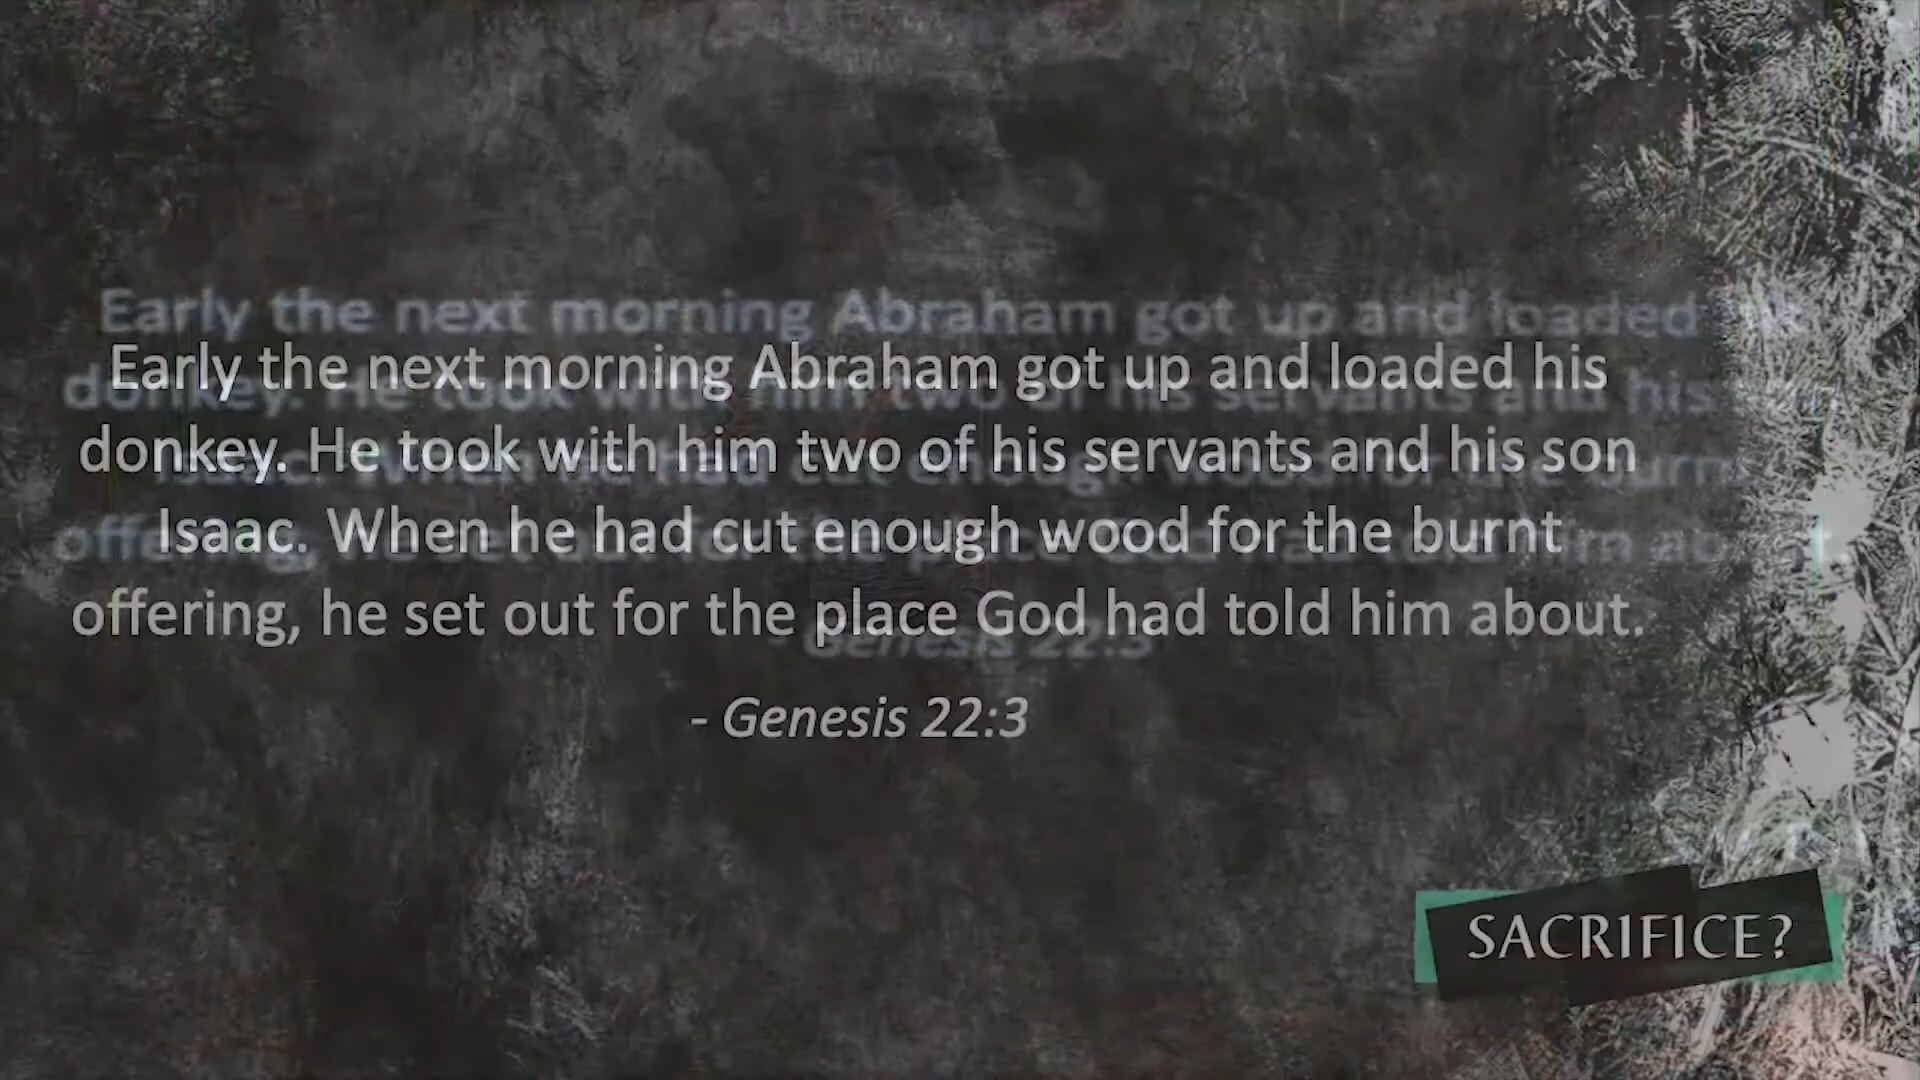 Early the next morning Abraham got up and loaded his
donkey. He took with him two of his servants and his son
Isaac. When he had cut enough wood for the burnt
offering, he set out for the place God had told him about.
- Genesis 22:3
SACRIFICE?